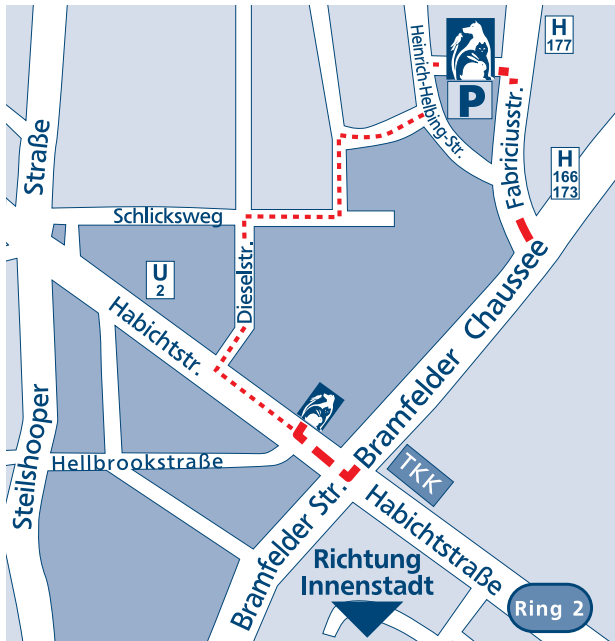 H
177
Heinrich-Helbing-Str.
P
Fabriciusstr.
H
166
173
Straße
Schlicksweg
U
2
Dieselstr.
Habichtstr.
Bramfelder Chaussee
Steilshooper
Hellbrookstraße
TKK
Bramfelder Str.
Habichtstraße
Richtung
Innenstadt
Ring 2